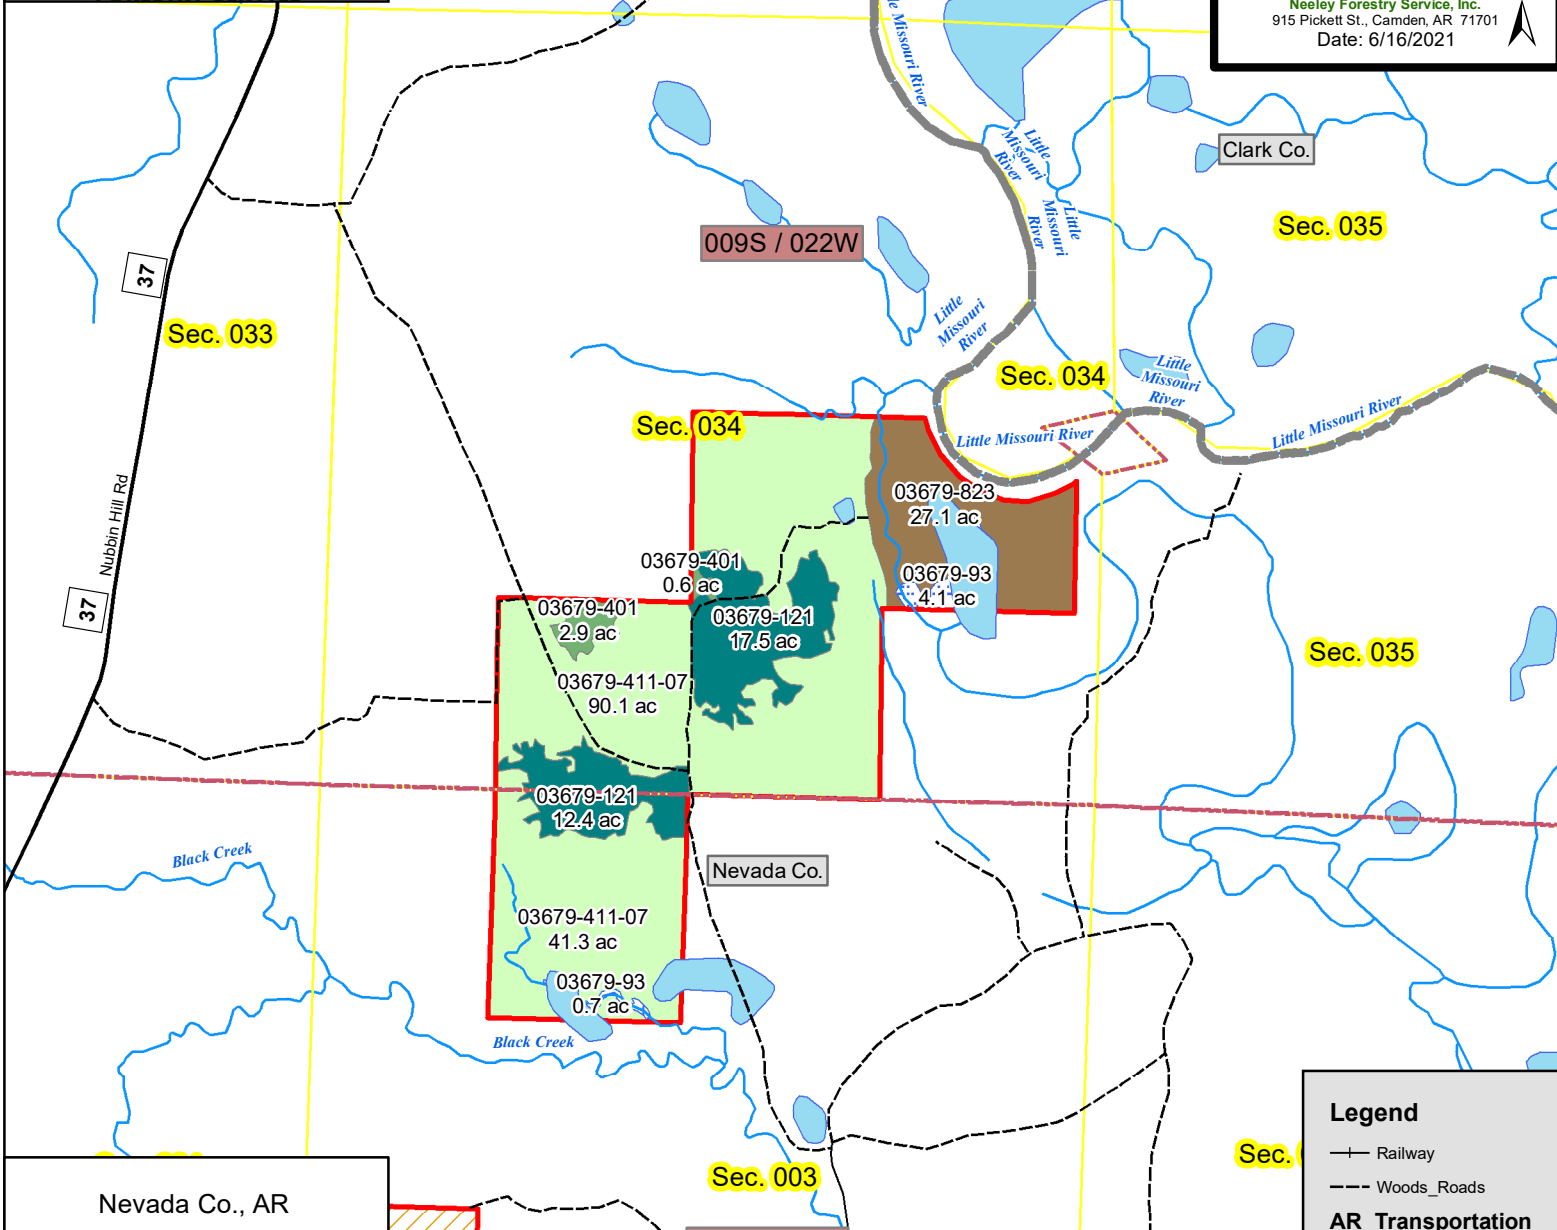 Neeley Forestry Service, Inc.
915 Pickett St., Camden, AR 71701
Date: 6/16/2021
Missouri River
Little
Missouri
River
Clark Co.
Little
Missouri
River
Sec. 035
009S / 022W
37
Little
Missouri
River
Sec. 033
Sec. 034
Little
Missouri
River
Sec. 034
Little Missouri River
Little Missouri River
Nubbin Hill Rd
03679-823
27.1 ac
03679-401
0.6 ac
03679-93
4.1 ac
37
03679-401
2.9 ac
03679-121
17.5 ac
Sec. 035
03679-411-07
90.1 ac
03679-121
12.4 ac
Black Creek
Nevada Co.
03679-411-07
41.3 ac
03679-93
0.7 ac
Black Creek
Legend
Railway
Woods_Roads
AR Transportation
Sec.
Sec. 003
Nevada Co., AR